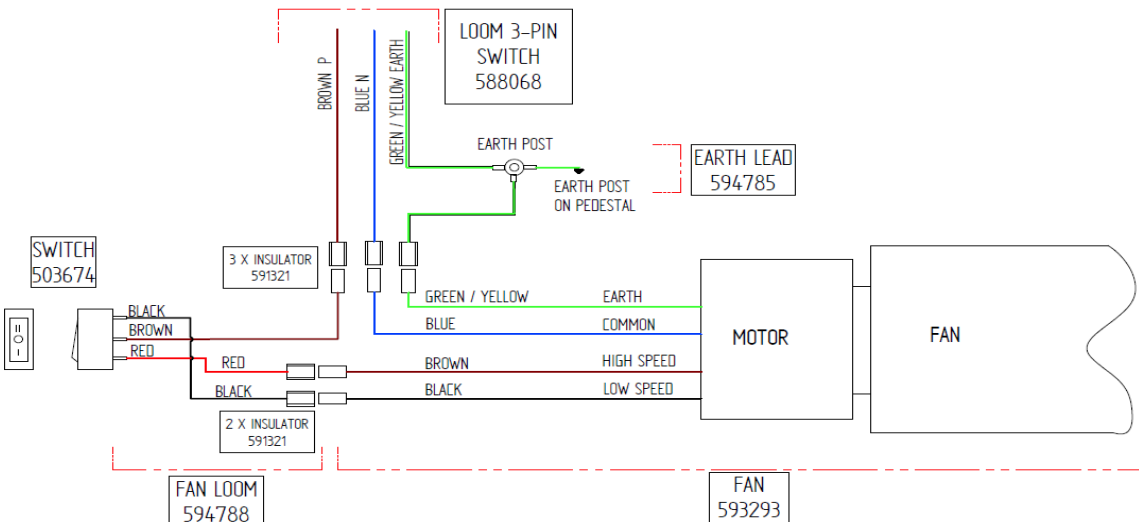 LOOM 3-PIN
SWITCH
588068
BROWN P
BLUE N
GREEN / YELLOW EARTH
EARTH POST
EARTH LEAD
594785
EARTH POST
ON PEDESTAL
SWITCH
503674
3 X INSULATOR
591321
II
O
I
BLACK
BROWN
RED
GREEN / YELLOW
EARTH
BLUE
COMMON
RED
BROWN
HIGH SPEED
BLACK
BLACK
LOW SPEED
MOTOR
FAN
2 X INSULATOR
591321
FAN LOOM
594788
FAN
593293